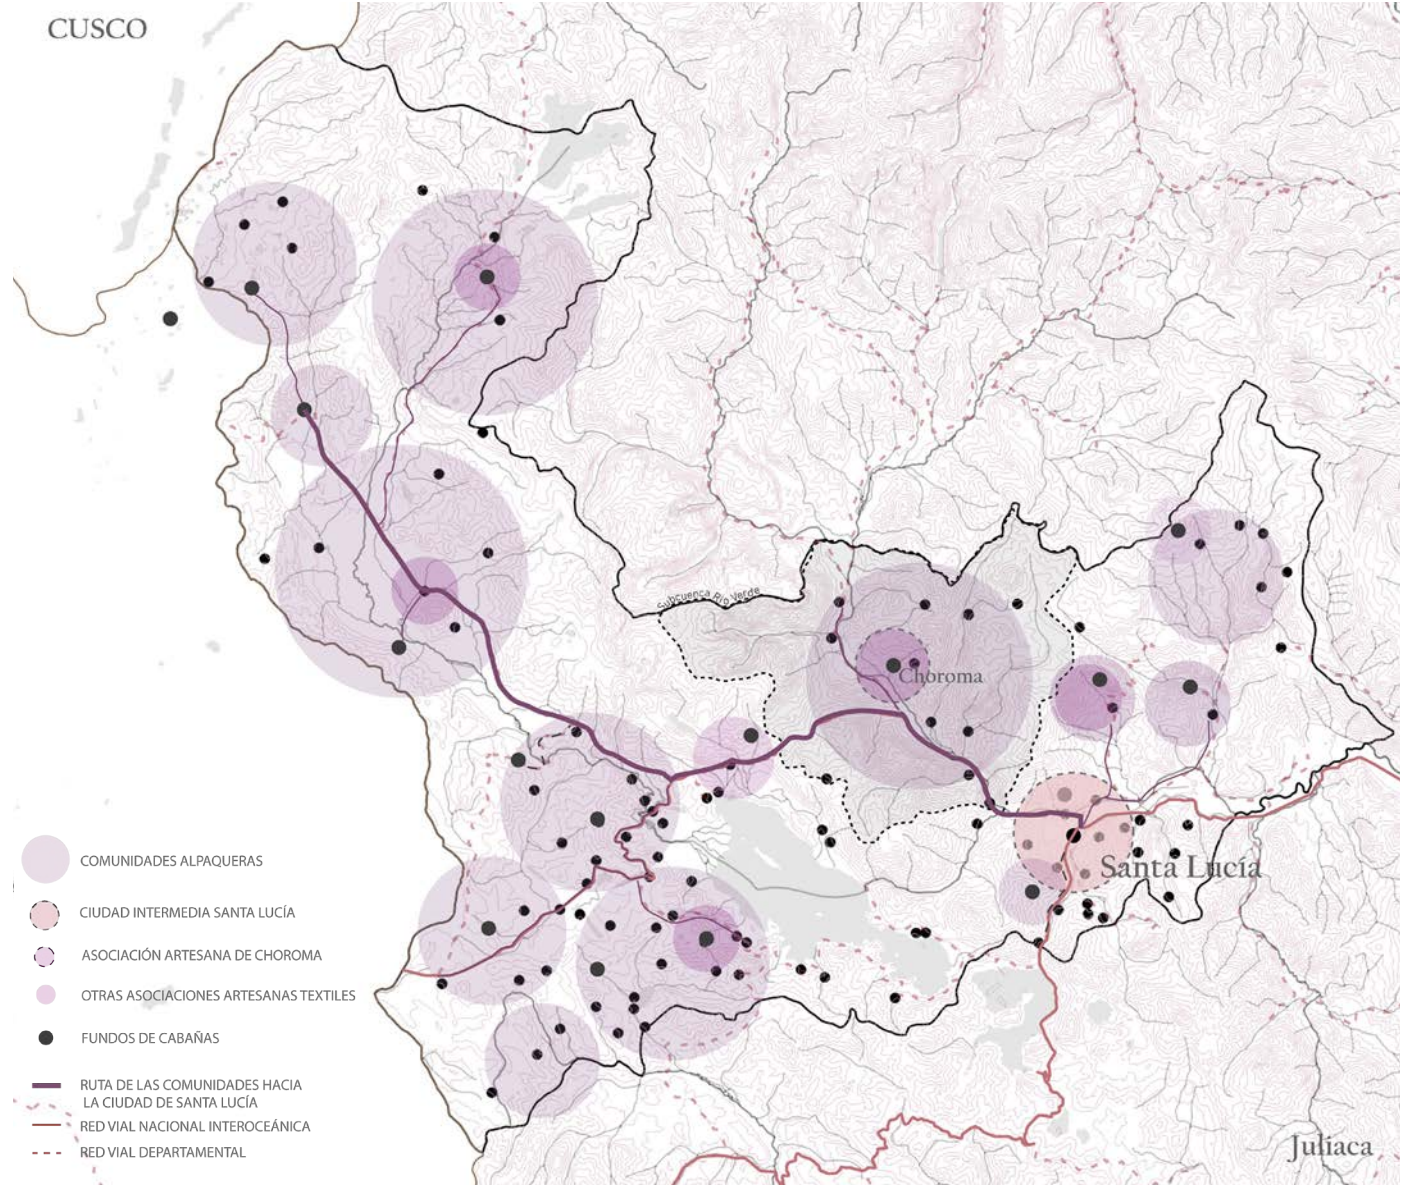 CUSCO
Subcuenca Río Verde
Choroma
Santa Lucía
COMUNIDADES ALPAQUERAS
CIUDAD INTERMEDIA SANTA LUCÍA
ASOCIACIÓN ARTESANA DE CHOROMA
OTRAS ASOCIACIONES ARTESANAS TEXTILES
FUNDOS DE CABAÑAS
RUTA DE LAS COMUNIDADES HACIA
LA CIUDAD DE SANTA LUCÍA
RED VIAL NACIONAL INTEROCEÁNICA
RED VIAL DEPARTAMENTAL
Juliaca